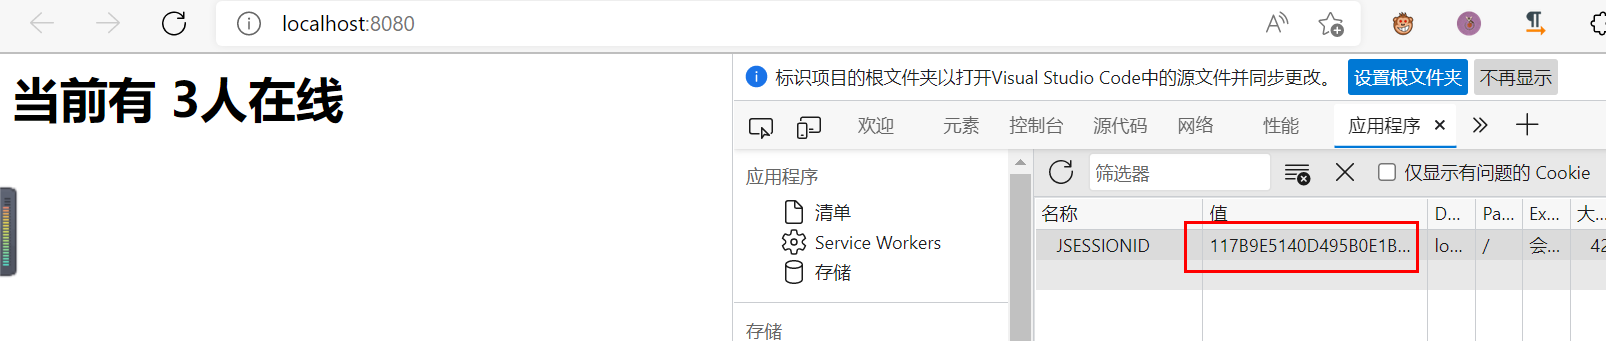 localhost:8080
当前有 3人在线
标识项目的根文件夹以打开Visual Studio Code中的源文件并同步更改。 设置根文件夹 不再显示
欢迎 元素 控制台 源代码 网络 性能 应用程序
应用程序
清单
Service Workers
存储
存储
筛选器 仅显示有问题的 Cookie
名称 值 D... Pa... Ex... 大...
JSESSIONID 117B9E5140D495B0E1B... lo... / 会... 42